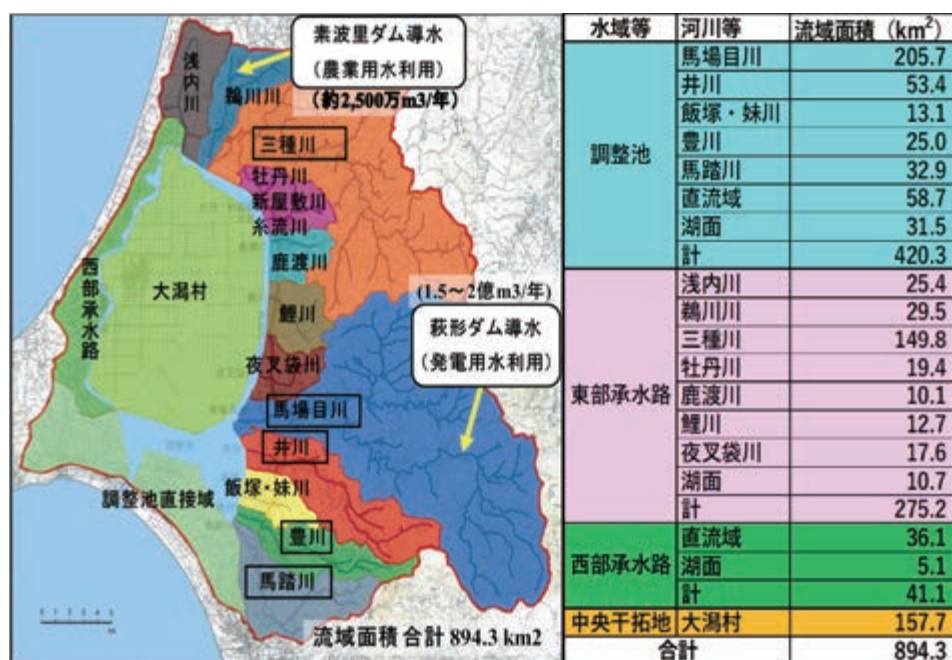 素波里ダム導水
(農業用水利用)
(約2,500万m3/年)
浅内川
鵜川川
三種川
牡丹川
新屋敷川
糸流川
鹿渡川
西部承水路
大潟村
(1.5～2億m3/年)
鯉川
萩形ダム導水
(発電用水利用)
夜叉袋川
馬場目川
井川
飯塚・妹川
調整池直接域
豊川
馬踏川
流域面積 合計 894.3 km2
水域等 河川等 流域面積 (km2)
調整池
馬場目川 205.7
井川 53.4
飯塚・妹川 13.1
豊川 25.0
馬踏川 32.9
直流域 58.7
湖面 31.5
計 420.3
東部承水路
浅内川 25.4
鵜川川 29.5
三種川 149.8
牡丹川 19.4
鹿渡川 10.1
鯉川 12.7
夜叉袋川 17.6
湖面 10.7
計 275.2
西部承水路
直流域 36.1
湖面 5.1
計 41.1
中央干拓地 大潟村 157.7
合計 894.3